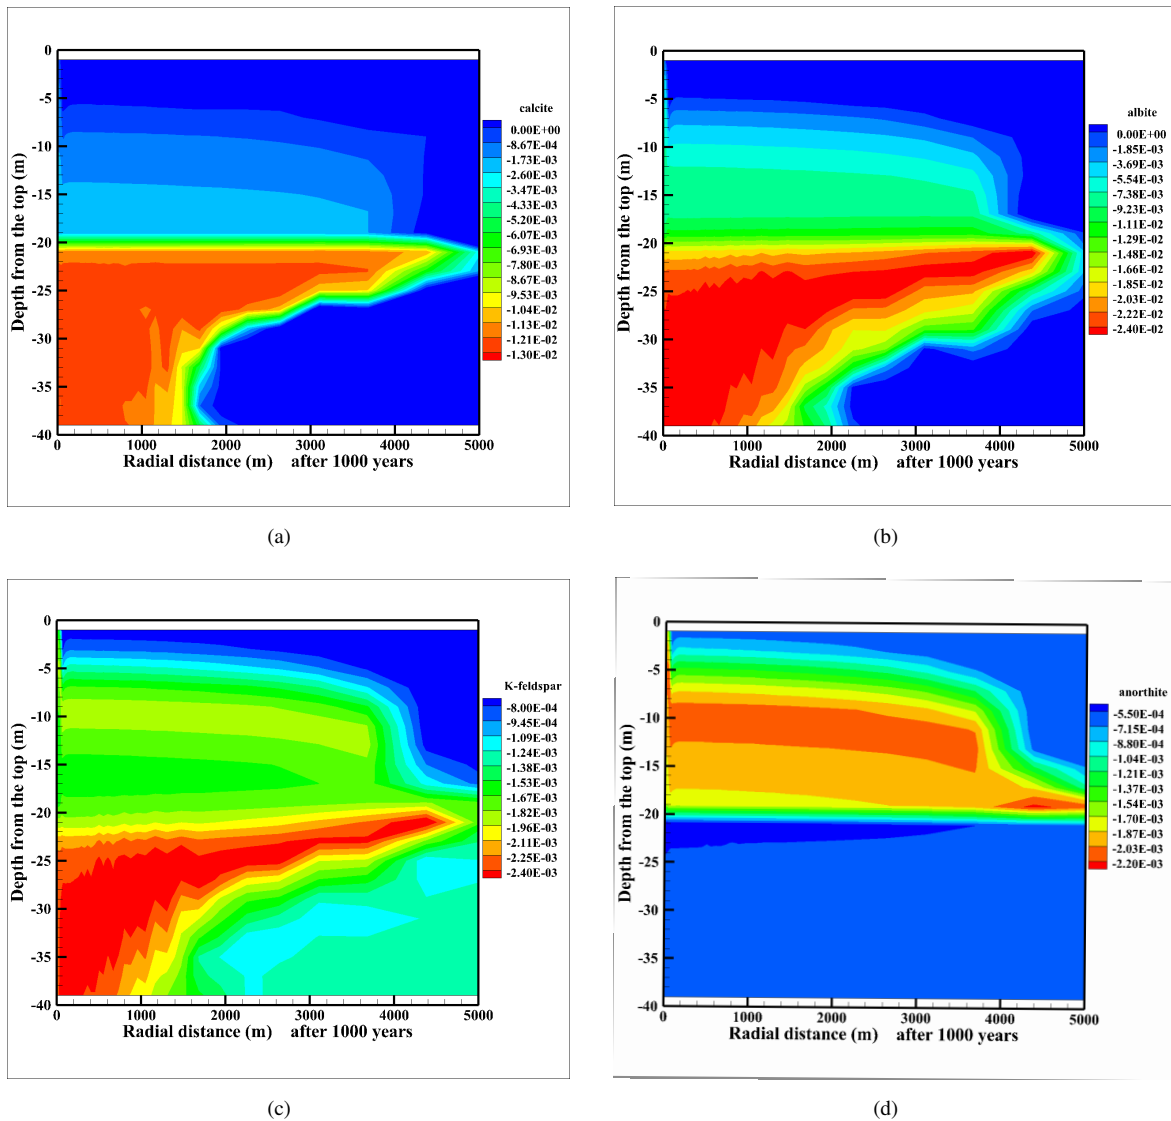 0
-5
-10
-15
-20
-25
-30
-35
-40
Depth from the top (m)
0 1000 2000 3000 4000 5000
Radial distance (m) after 1000 years
calcite
0.00E+00
-8.67E-04
-1.73E-03
-2.60E-03
-3.47E-03
-4.33E-03
-5.20E-03
-6.07E-03
-6.93E-03
-7.80E-03
-8.67E-03
-9.53E-03
-1.04E-02
-1.13E-02
-1.21E-02
-1.30E-02
(a)
0
-5
-10
-15
-20
-25
-30
-35
-40
Depth from the top (m)
0 1000 2000 3000 4000 5000
Radial distance (m) after 1000 years
albite
0.00E+00
-1.85E-03
-3.69E-03
-5.54E-03
-7.38E-03
-9.23E-03
-1.11E-02
-1.29E-02
-1.48E-02
-1.66E-02
-1.85E-02
-2.03E-02
-2.22E-02
-2.40E-02
(b)
0
-5
-10
-15
-20
-25
-30
-35
-40
Depth from the top (m)
0 1000 2000 3000 4000 5000
Radial distance (m) after 1000 years
K-feldspar
-8.00E-04
-9.45E-04
-1.09E-03
-1.24E-03
-1.38E-03
-1.53E-03
-1.67E-03
-1.82E-03
-1.96E-03
-2.11E-03
-2.25E-03
-2.40E-03
(c)
0
-5
-10
-15
-20
-25
-30
-35
-40
Depth from the top (m)
0 1000 2000 3000 4000 5000
Radial distance (m) after 1000 years
anorthite
-5.50E-04
-7.15E-04
-8.80E-04
-1.04E-03
-1.21E-03
-1.37E-03
-1.54E-03
-1.70E-03
-1.87E-03
-2.03E-03
-2.20E-03
(d)